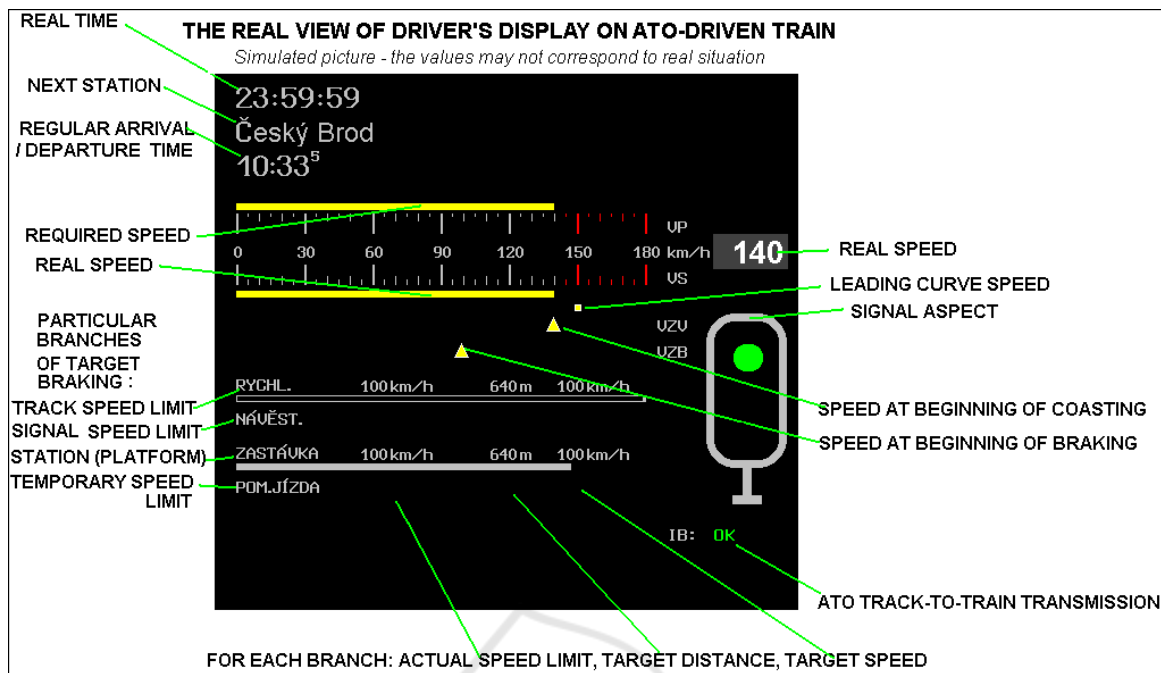 REAL TIME
THE REAL VIEW OF DRIVER'S DISPLAY ON ATO-DRIVEN TRAIN
Simulated picture - the values may not correspond to real situation
NEXT STATION
REGULAR ARRIVAL
/ DEPARTURE TIME
23:59:59
Český Brod
10:33⁵
REQUIRED SPEED
REAL SPEED
VP
0 30 60 90 120 150 180 km/h
VS
140
REAL SPEED
LEADING CURVE SPEED
SIGNAL ASPECT
PARTICULAR
BRANCHES
OF TARGET
BRAKING :
VZV
VZB
TRACK SPEED LIMIT
RYCHL. 100km/h 640m 100km/h
SIGNAL SPEED LIMIT
NÁVĚST.
STATION (PLATFORM)
ZASTÁVKA 100km/h 640m 100km/h
TEMPORARY SPEED
LIMIT
POM.JÍZDA
SPEED AT BEGINNING OF COASTING
SPEED AT BEGINNING OF BRAKING
IB: OK
ATO TRACK-TO-TRAIN TRANSMISSION
FOR EACH BRANCH: ACTUAL SPEED LIMIT, TARGET DISTANCE, TARGET SPEED